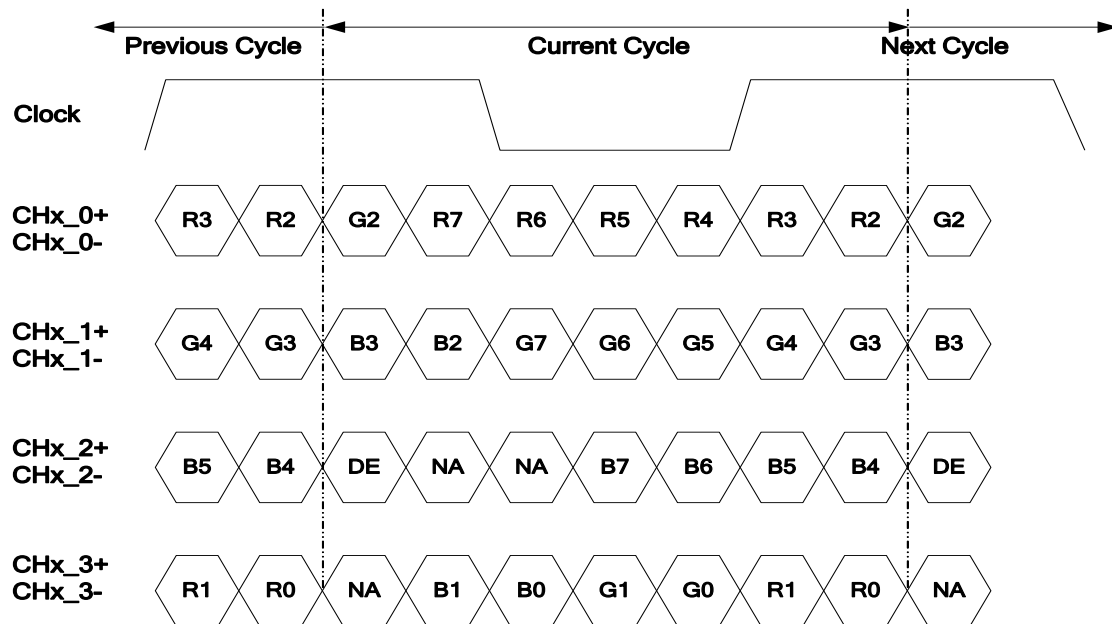 Previous Cycle Current Cycle Next Cycle
Clock
CHx_0+
CHx_0-
R3 R2 G2 R7 R6 R5 R4 R3 R2 G2
CHx_1+
CHx_1-
G4 G3 B3 B2 G7 G6 G5 G4 G3 B3
CHx_2+
CHx_2-
B5 B4 DE NA NA B7 B6 B5 B4 DE
CHx_3+
CHx_3-
R1 R0 NA B1 B0 G1 G0 R1 R0 NA